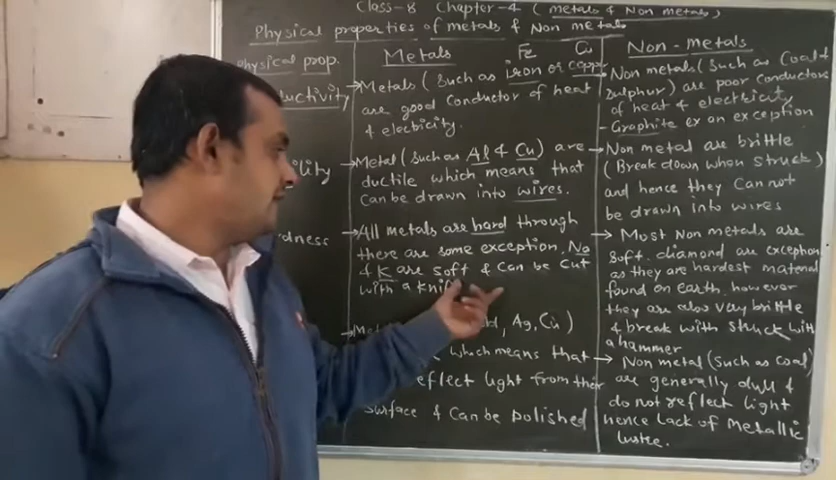 Class-8 Chapter-4 (metals & Non metals)
Physical properties of metals & Non metals
Physical prop.
Metals
Fe Cu
Non-metals
ductivity
ility
dness
→ Metals (Such as iron or copp
are good conductor of heat
& electricity.
→ Metal (Such as Al & Cu) are
ductile which means that
can be drawn into wires.
→ All metals are hard through
there are some exception, Na
& K are soft & can be cut
with a knif
→ Met d, Ag, Cu)
which means that
eflect light from ther
Surface & Can be polished
→ Non metals (Such as Coal &
Sulphur) are poor conductors
of heat & electricity
- Graphite ex an exception
→ Non metal are brittle
(Break down when Struck)
and hence they can not
be drawn into wires
→ Most Non metals are
soft. diamond are exception
as they are hardest material
found on earth, however
they are also very brittle
& break with struck with
a hammer
→ Non metal (such as coal)
are generally dull &
do not reflect light
hence lack of metallic
lustre.